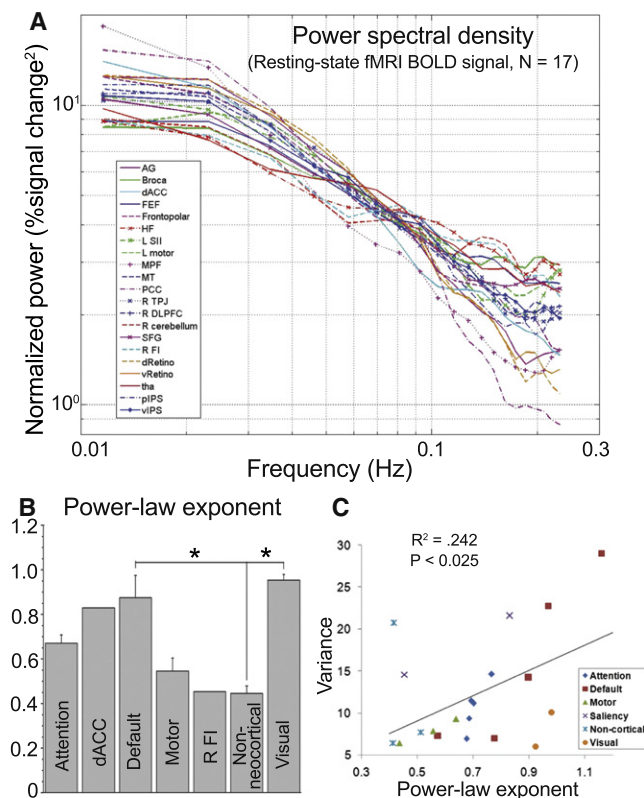 A
Power spectral density
(Resting-state fMRI BOLD signal, N = 17)
Normalized power (%signal change²)
10¹
10⁰
AG
Broca
dACC
FEF
Frontopolar
HF
L SII
L motor
MPF
MT
PCC
R TPJ
R DLPFC
R cerebellum
SFG
R FI
dRetino
vRetino
tha
pIPS
vIPS
0.01
0.1
0.3
Frequency (Hz)
B
Power-law exponent
1.2
1.0
0.8
0.6
0.4
0.2
0
* *
Attention
dACC
Default
Motor
R FI
Non-
neocortical
Visual
C
R² = .242
P < 0.025
Variance
30
25
20
15
10
5
0.3 0.5 0.7 0.9 1.1
Power-law exponent
Attention
Default
Motor
Saliency
Non-cortical
Visual